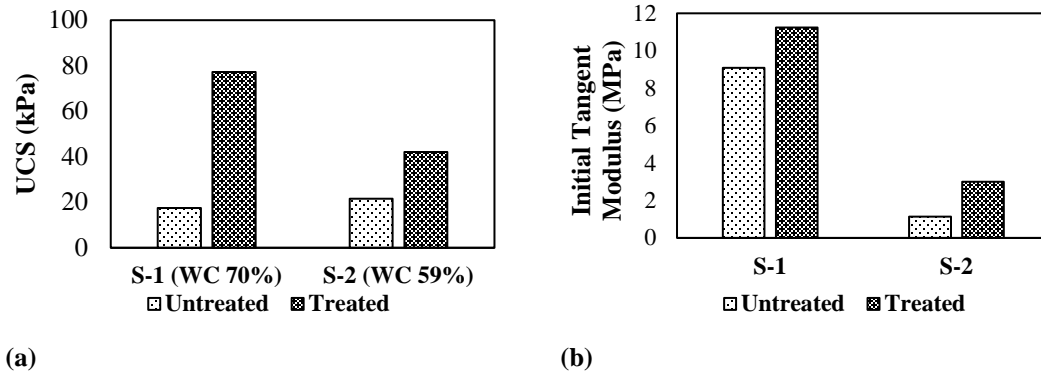 UCS (kPa)
100
80
60
40
20
0
S-1 (WC 70%) S-2 (WC 59%)
Untreated Treated
(a)
Initial Tangent
Modulus (MPa)
12
10
8
6
4
2
0
S-1 S-2
Untreated Treated
(b)